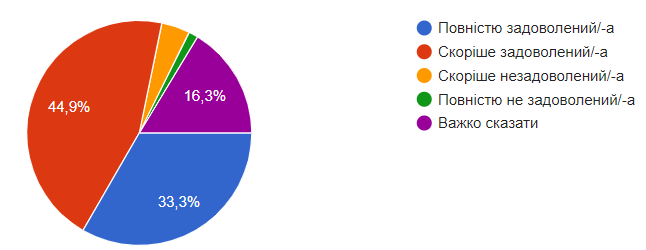 Повністю задоволений/-а
Скоріше задоволений/-а
Скоріше незадоволений/-а
Повністю не задоволений/-а
Важко сказати
44,9%
16,3%
33,3%